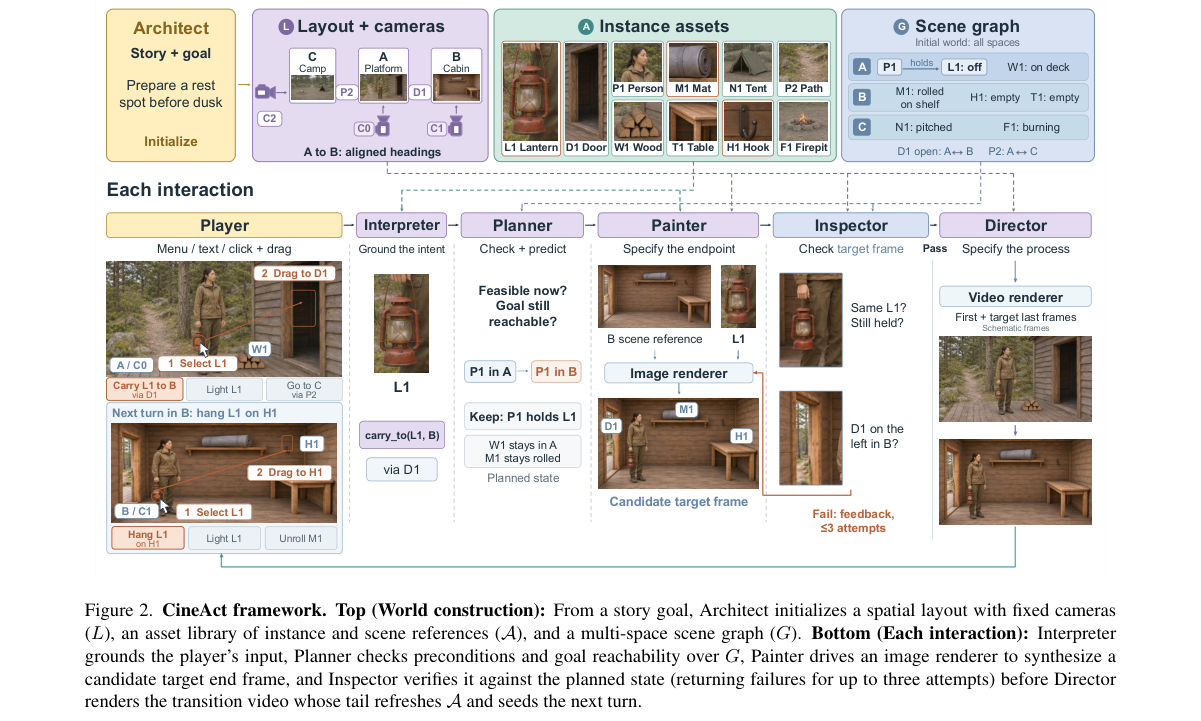 Architect
Story + goal
Prepare a rest
spot before dusk
Initialize
L Layout + cameras
C
Camp
A
Platform
B
Cabin
P2
D1
C2
C0
C1
A to B: aligned headings
A Instance assets
P1 Person
M1 Mat
N1 Tent
P2 Path
L1 Lantern
D1 Door
W1 Wood
T1 Table
H1 Hook
F1 Firepit
G Scene graph
Initial world: all spaces
A P1 holds L1: off W1: on deck
B M1: rolled on shelf H1: empty T1: empty
C N1: pitched F1: burning
D1 open: A↔B P2: A↔C
Each interaction
Player
Interpreter
Planner
Painter
Inspector
Director
Menu / text / click + drag
Ground the intent
Check + predict
Specify the endpoint
Check target frame
Pass
Specify the process
2 Drag to D1
W1
A / C0
1 Select L1
Carry L1 to B
via D1
Light L1
Go to C
via P2
Next turn in B: hang L1 on H1
H1
2 Drag to H1
B / C1
1 Select L1
Hang L1
on H1
Light L1
Unroll M1
L1
carry_to(L1, B)
via D1
Feasible now?
Goal still
reachable?
P1 in A
P1 in B
Keep: P1 holds L1
W1 stays in A
M1 stays rolled
Planned state
B scene reference
L1
Image renderer
D1
M1
H1
Candidate target frame
Same L1?
Still held?
D1 on the
left in B?
Fail: feedback,
≤3 attempts
Video renderer
First + target last frames
Schematic frames
Figure 2. CineAct framework. Top (World construction): From a story goal, Architect initializes a spatial layout with fixed cameras
(L), an asset library of instance and scene references (A), and a multi-space scene graph (G). Bottom (Each interaction): Interpreter
grounds the player's input, Planner checks preconditions and goal reachability over G, Painter drives an image renderer to synthesize a
candidate target end frame, and Inspector verifies it against the planned state (returning failures for up to three attempts) before Director
renders the transition video whose tail refreshes A and seeds the next turn.